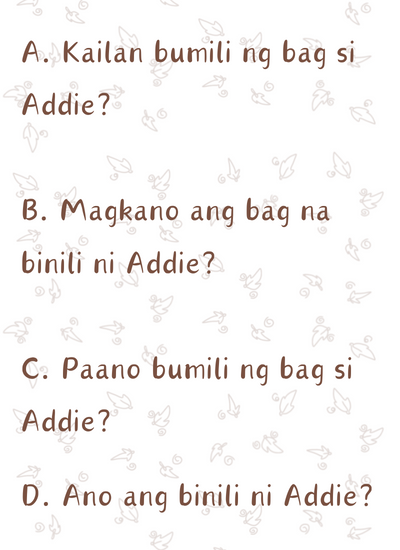 A. Kailan bumili ng bag si
Addie?
B. Magkano ang bag na
binili ni Addie?
C. Paano bumili ng bag si
Addie?
D. Ano ang binili ni Addie?